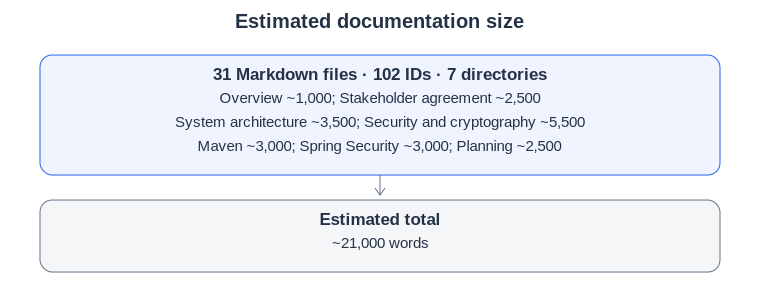 Estimated documentation size
31 Markdown files · 102 IDs · 7 directories
Overview ~1,000; Stakeholder agreement ~2,500
System architecture ~3,500; Security and cryptography ~5,500
Maven ~3,000; Spring Security ~3,000; Planning ~2,500
Estimated total
~21,000 words